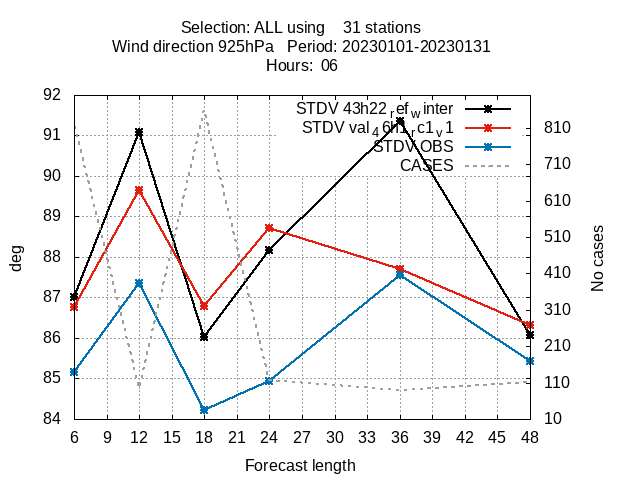 Selection: ALL using 31 stations
Wind direction 925hPa Period: 20230101-20230131
Hours: 06
STDV 43h22refwinter
STDV val46h1rc1v1
STDV OBS
CASES
92
91
90
89
88
87
86
85
84
deg
810
710
610
510
410
310
210
110
10
No cases
6 9 12 15 18 21 24 27 30 33 36 39 42 45 48
Forecast length